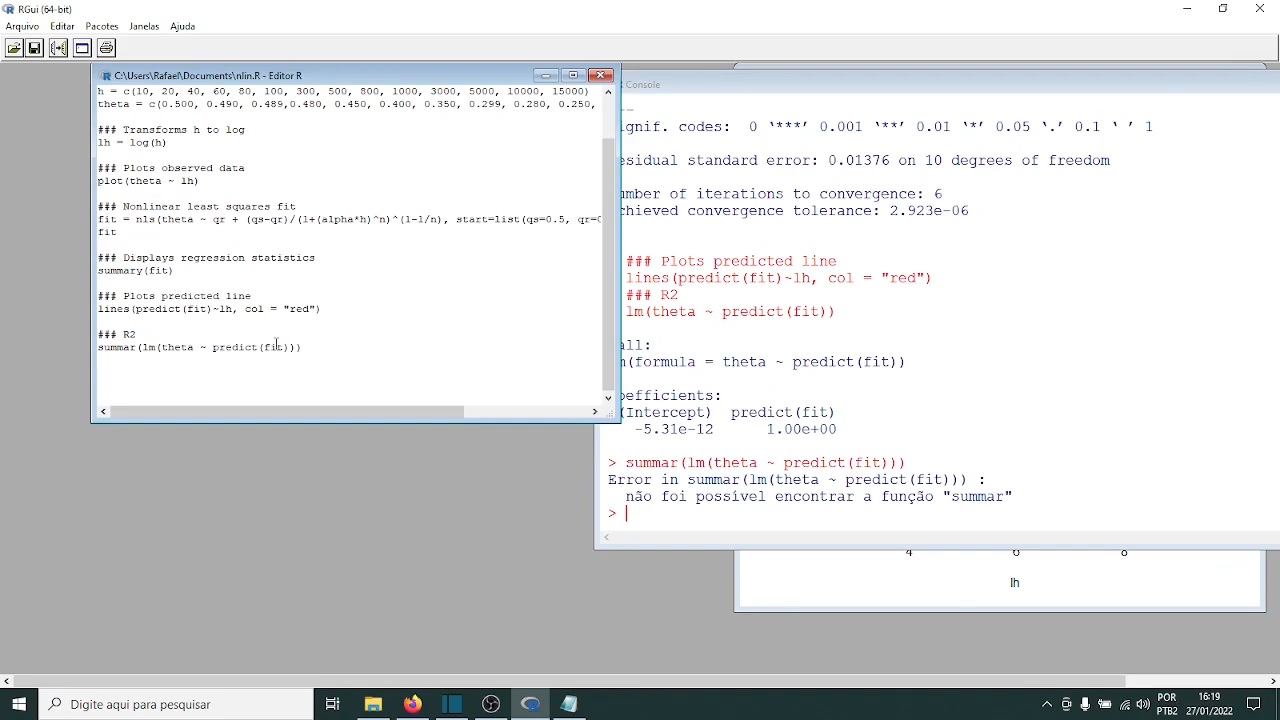 RGui (64-bit)
Arquivo Editar Pacotes Janelas Ajuda
C:\Users\Rafael\Documents\nlin.R - Editor R
h = c(10, 20, 40, 60, 80, 100, 300, 500, 800, 1000, 3000, 5000, 10000, 15000)
theta = c(0.500, 0.490, 0.489,0.480, 0.450, 0.400, 0.350, 0.299, 0.280, 0.250,
### Transforms h to log
lh = log(h)
### Plots observed data
plot(theta ~ lh)
### Nonlinear least squares fit
fit = nls(theta ~ qr + (qs-qr)/(1+(alpha*h)^n)^(1-1/n), start=list(qs=0.5, qr=0
fit
### Displays regression statistics
summary(fit)
### Plots predicted line
lines(predict(fit)~lh, col = "red")
### R2
summar(lm(theta ~ predict(fit)))
Console
--
ignif. codes: 0 ‘***’ 0.001 ‘**’ 0.01 ‘*’ 0.05 ‘.’ 0.1 ‘ ’ 1
esidual standard error: 0.01376 on 10 degrees of freedom
umber of iterations to convergence: 6
chieved convergence tolerance: 2.923e-06
### Plots predicted line
lines(predict(fit)~lh, col = "red")
### R2
lm(theta ~ predict(fit))
all:
m(formula = theta ~ predict(fit))
oefficients:
(Intercept) predict(fit)
-5.31e-12 1.00e+00
> summar(lm(theta ~ predict(fit)))
Error in summar(lm(theta ~ predict(fit))) :
não foi possível encontrar a função "summar"
>
4 6 8
lh
Digite aqui para pesquisar
POR
PTB2
16:19
27/01/2022